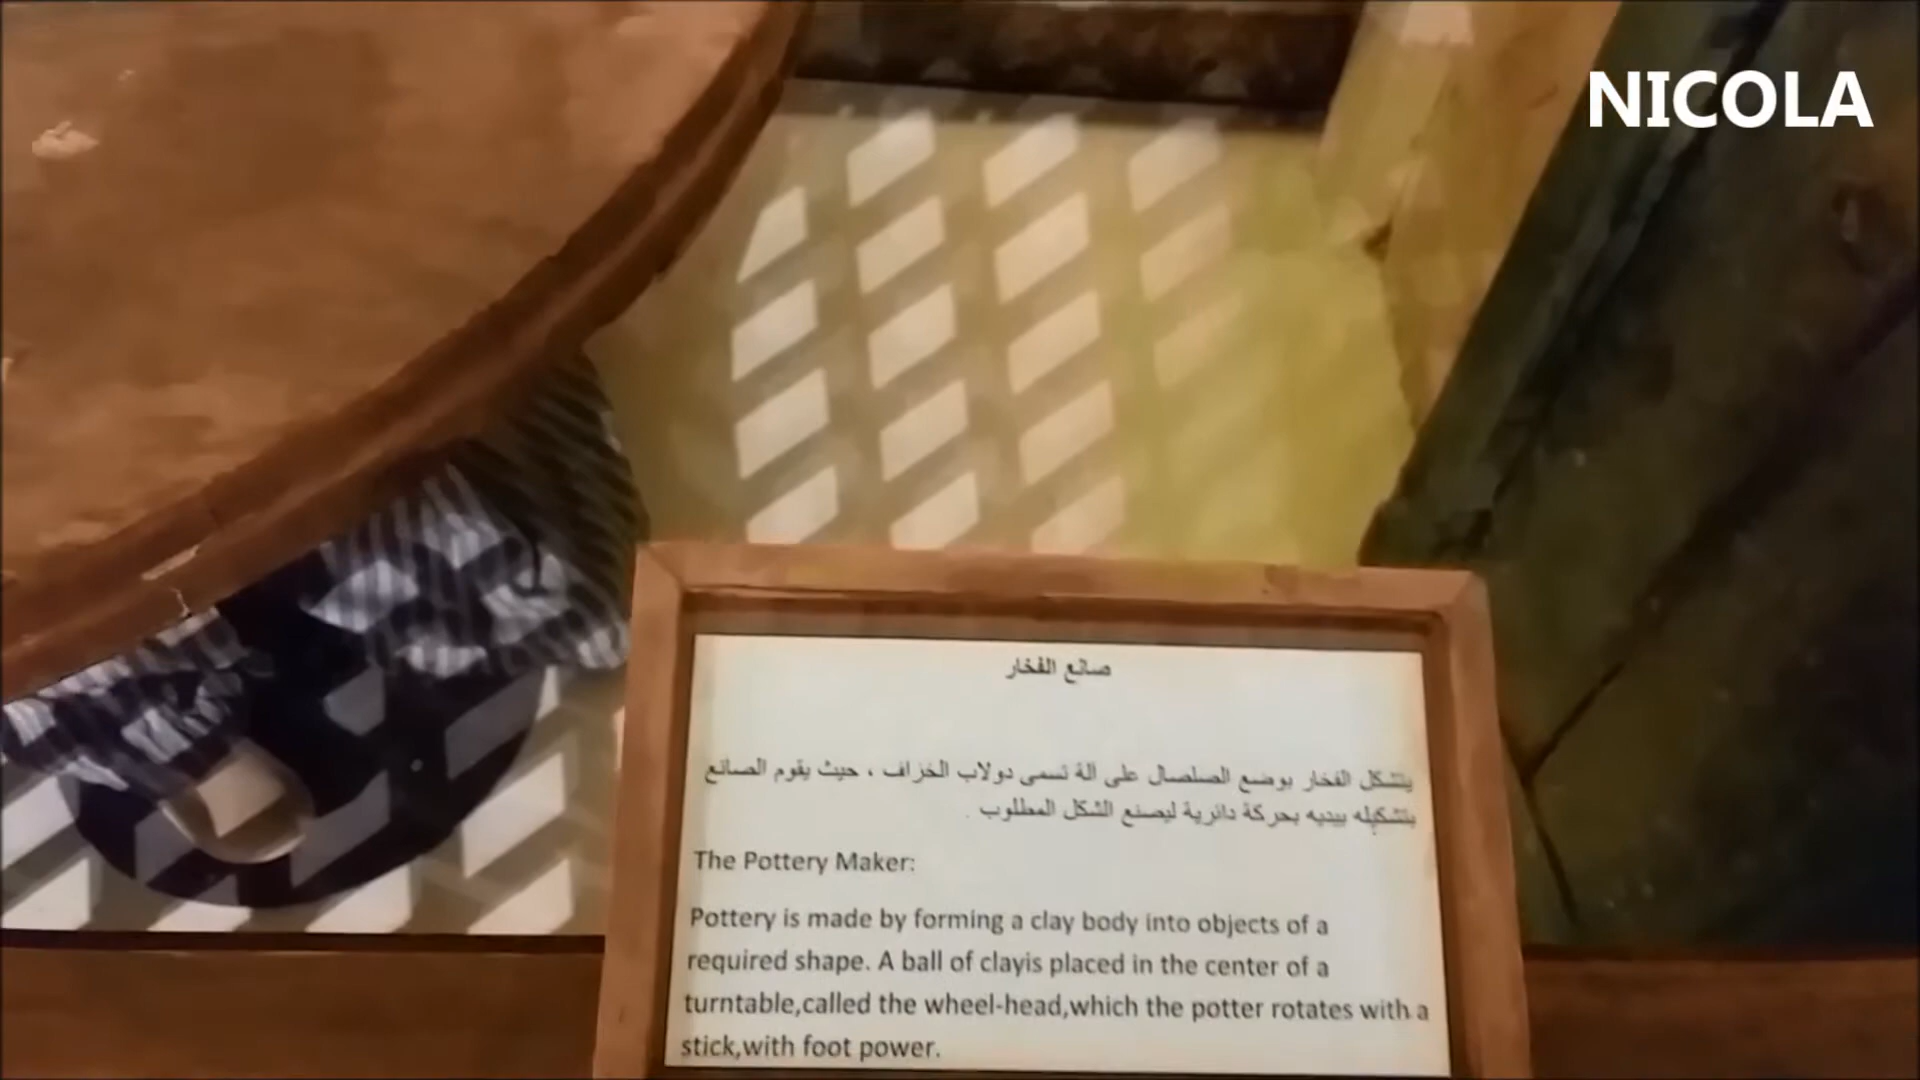 NICOLA
صانع الفخار
يتشكل الفخار بوضع الصلصال على آلة تسمى دولاب الخزاف ، حيث يقوم الصانع
بتشكيله بيديه بحركة دائرية ليصنع الشكل المطلوب .
The Pottery Maker:
Pottery is made by forming a clay body into objects of a
required shape. A ball of clayis placed in the center of a
turntable,called the wheel-head,which the potter rotates with a
stick,with foot power.